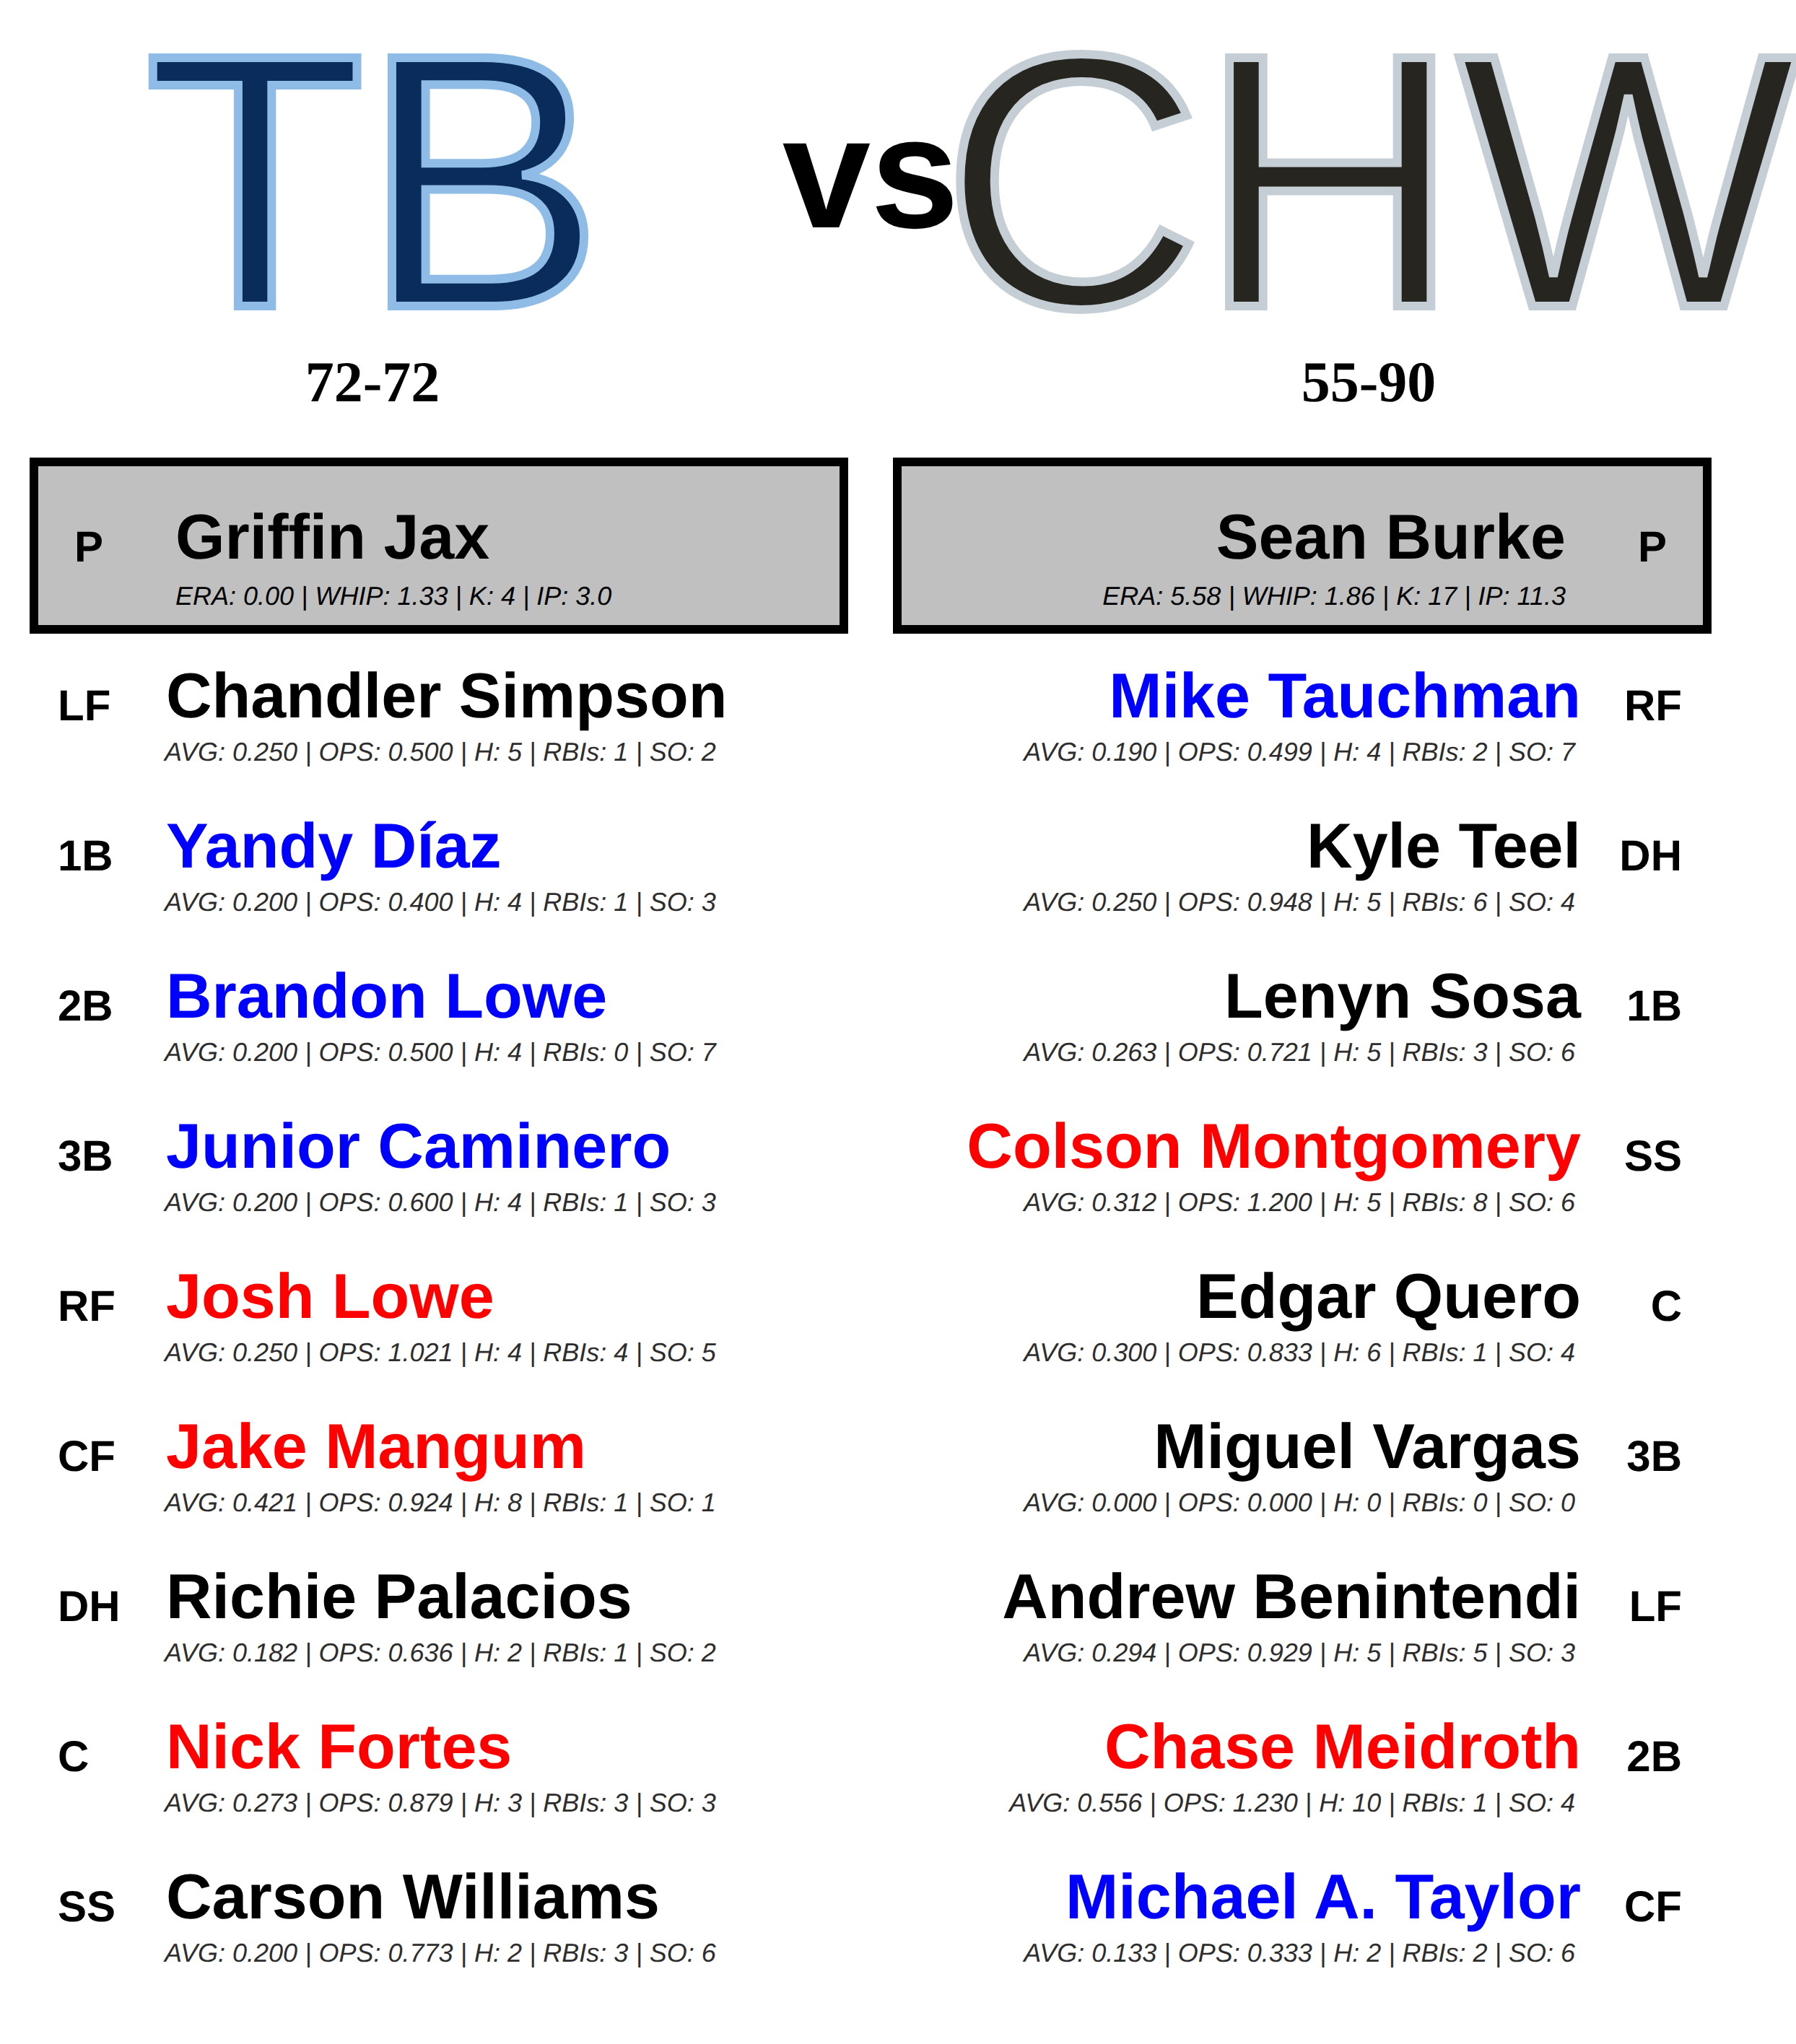 TB vs CHW
72-72
55-90
P Griffin Jax
ERA: 0.00 | WHIP: 1.33 | K: 4 | IP: 3.0
Sean Burke P
ERA: 5.58 | WHIP: 1.86 | K: 17 | IP: 11.3
LF Chandler Simpson
AVG: 0.250 | OPS: 0.500 | H: 5 | RBIs: 1 | SO: 2
1B Yandy Díaz
AVG: 0.200 | OPS: 0.400 | H: 4 | RBIs: 1 | SO: 3
2B Brandon Lowe
AVG: 0.200 | OPS: 0.500 | H: 4 | RBIs: 0 | SO: 7
3B Junior Caminero
AVG: 0.200 | OPS: 0.600 | H: 4 | RBIs: 1 | SO: 3
RF Josh Lowe
AVG: 0.250 | OPS: 1.021 | H: 4 | RBIs: 4 | SO: 5
CF Jake Mangum
AVG: 0.421 | OPS: 0.924 | H: 8 | RBIs: 1 | SO: 1
DH Richie Palacios
AVG: 0.182 | OPS: 0.636 | H: 2 | RBIs: 1 | SO: 2
C Nick Fortes
AVG: 0.273 | OPS: 0.879 | H: 3 | RBIs: 3 | SO: 3
SS Carson Williams
AVG: 0.200 | OPS: 0.773 | H: 2 | RBIs: 3 | SO: 6
Mike Tauchman RF
AVG: 0.190 | OPS: 0.499 | H: 4 | RBIs: 2 | SO: 7
Kyle Teel DH
AVG: 0.250 | OPS: 0.948 | H: 5 | RBIs: 6 | SO: 4
Lenyn Sosa 1B
AVG: 0.263 | OPS: 0.721 | H: 5 | RBIs: 3 | SO: 6
Colson Montgomery SS
AVG: 0.312 | OPS: 1.200 | H: 5 | RBIs: 8 | SO: 6
Edgar Quero C
AVG: 0.300 | OPS: 0.833 | H: 6 | RBIs: 1 | SO: 4
Miguel Vargas 3B
AVG: 0.000 | OPS: 0.000 | H: 0 | RBIs: 0 | SO: 0
Andrew Benintendi LF
AVG: 0.294 | OPS: 0.929 | H: 5 | RBIs: 5 | SO: 3
Chase Meidroth 2B
AVG: 0.556 | OPS: 1.230 | H: 10 | RBIs: 1 | SO: 4
Michael A. Taylor CF
AVG: 0.133 | OPS: 0.333 | H: 2 | RBIs: 2 | SO: 6